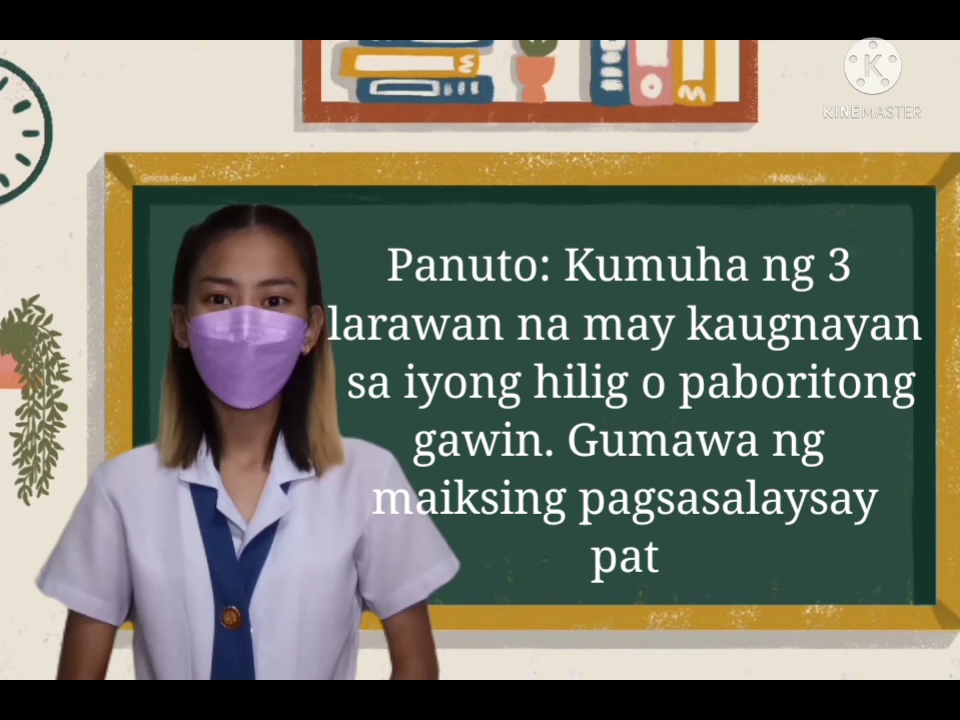 KINEMASTER
Panuto: Kumuha ng 3
larawan na may kaugnayan
sa iyong hilig o paboritong
gawin. Gumawa ng
maiksing pagsasalaysay
pat